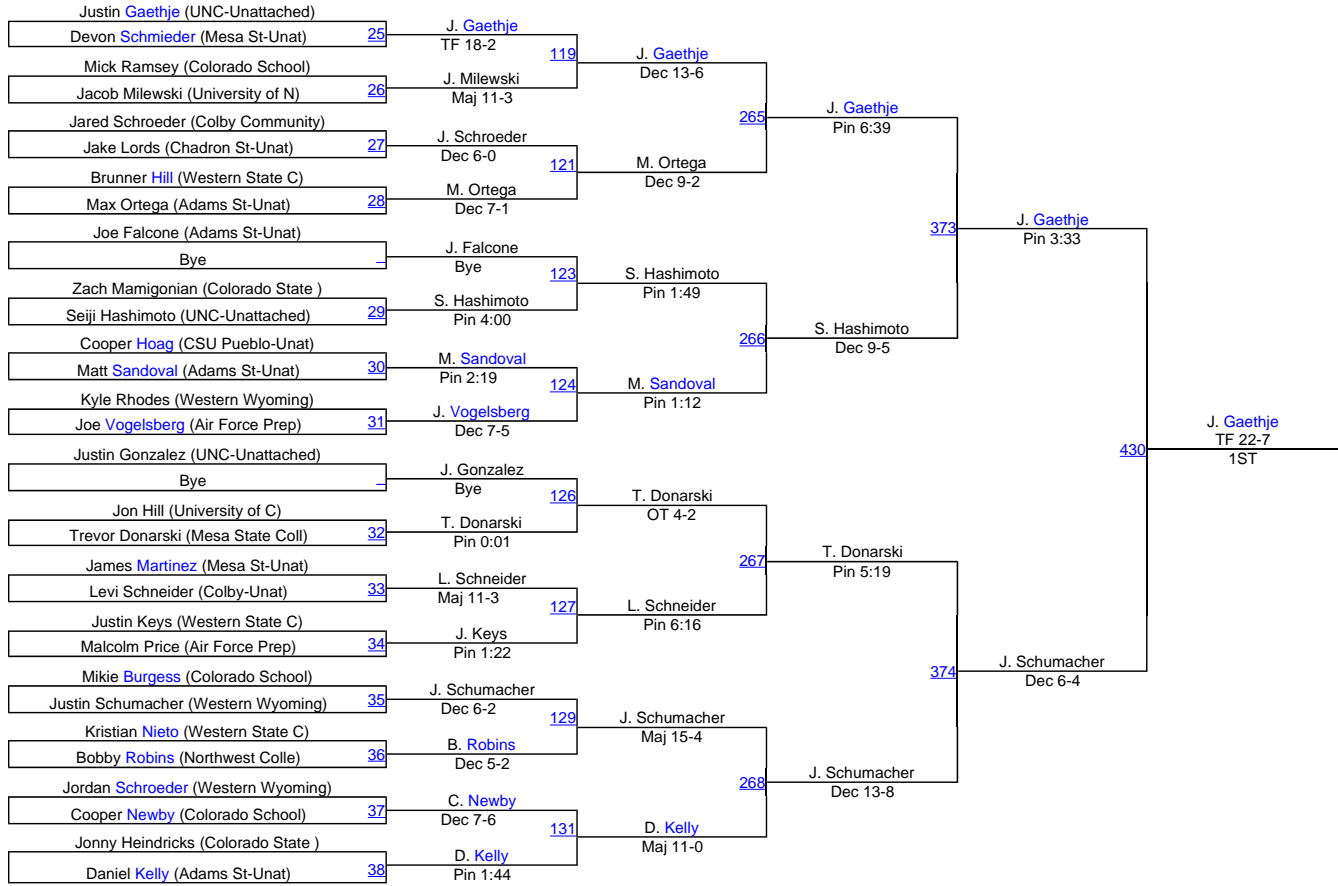 Justin Gaethje (UNC-Unattached)
Devon Schmieder (Mesa St-Unat) 25
Mick Ramsey (Colorado School)
Jacob Milewski (University of N) 26
Jared Schroeder (Colby Community)
Jake Lords (Chadron St-Unat) 27
Brunner Hill (Western State C)
Max Ortega (Adams St-Unat) 28
Joe Falcone (Adams St-Unat)
Bye _
Zach Mamigonian (Colorado State )
Seiji Hashimoto (UNC-Unattached) 29
Cooper Hoag (CSU Pueblo-Unat)
Matt Sandoval (Adams St-Unat) 30
Kyle Rhodes (Western Wyoming)
Joe Vogelsberg (Air Force Prep) 31
Justin Gonzalez (UNC-Unattached)
Bye _
Jon Hill (University of C)
Trevor Donarski (Mesa State Coll) 32
James Martinez (Mesa St-Unat)
Levi Schneider (Colby-Unat) 33
Justin Keys (Western State C)
Malcolm Price (Air Force Prep) 34
Mikie Burgess (Colorado School)
Justin Schumacher (Western Wyoming) 35
Kristian Nieto (Western State C)
Bobby Robins (Northwest Colle) 36
Jordan Schroeder (Western Wyoming)
Cooper Newby (Colorado School) 37
Jonny Heindricks (Colorado State )
Daniel Kelly (Adams St-Unat) 38
J. Gaethje
TF 18-2
119
J. Milewski
Maj 11-3
J. Schroeder
Dec 6-0
121
M. Ortega
Dec 7-1
J. Falcone
Bye
123
S. Hashimoto
Pin 4:00
M. Sandoval
Pin 2:19
124
J. Vogelsberg
Dec 7-5
J. Gonzalez
Bye
126
T. Donarski
Pin 0:01
L. Schneider
Maj 11-3
127
J. Keys
Pin 1:22
J. Schumacher
Dec 6-2
129
B. Robins
Dec 5-2
C. Newby
Dec 7-6
131
D. Kelly
Pin 1:44
J. Gaethje
Dec 13-6
265
M. Ortega
Dec 9-2
S. Hashimoto
Pin 1:49
266
M. Sandoval
Pin 1:12
T. Donarski
OT 4-2
267
L. Schneider
Pin 6:16
J. Schumacher
Maj 15-4
268
D. Kelly
Maj 11-0
J. Gaethje
Pin 6:39
373
S. Hashimoto
Dec 9-5
T. Donarski
Pin 5:19
374
J. Schumacher
Dec 13-8
J. Gaethje
Pin 3:33
430
J. Schumacher
Dec 6-4
J. Gaethje
TF 22-7
1ST